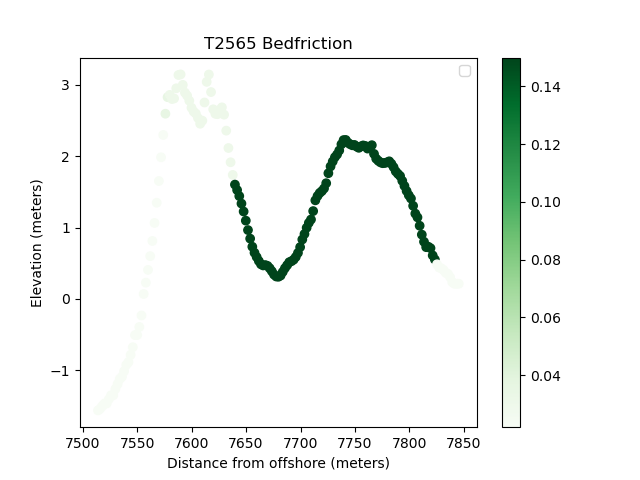 T2565 Bedfriction
Elevation (meters)
3
2
1
0
−1
7500 7550 7600 7650 7700 7750 7800 7850
Distance from offshore (meters)
0.14
0.12
0.10
0.08
0.06
0.04